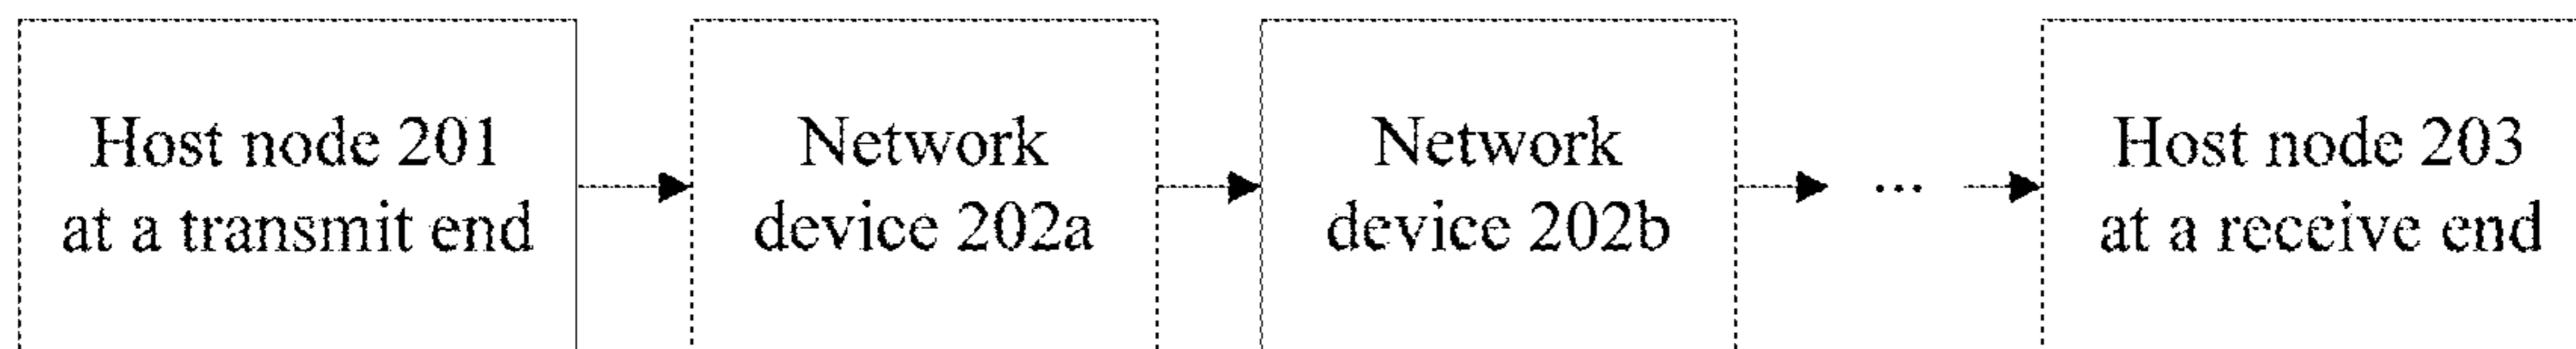 Host node 201
at a transmit end
Network
device 202a
Network
device 202b
...
Host node 203
at a receive end